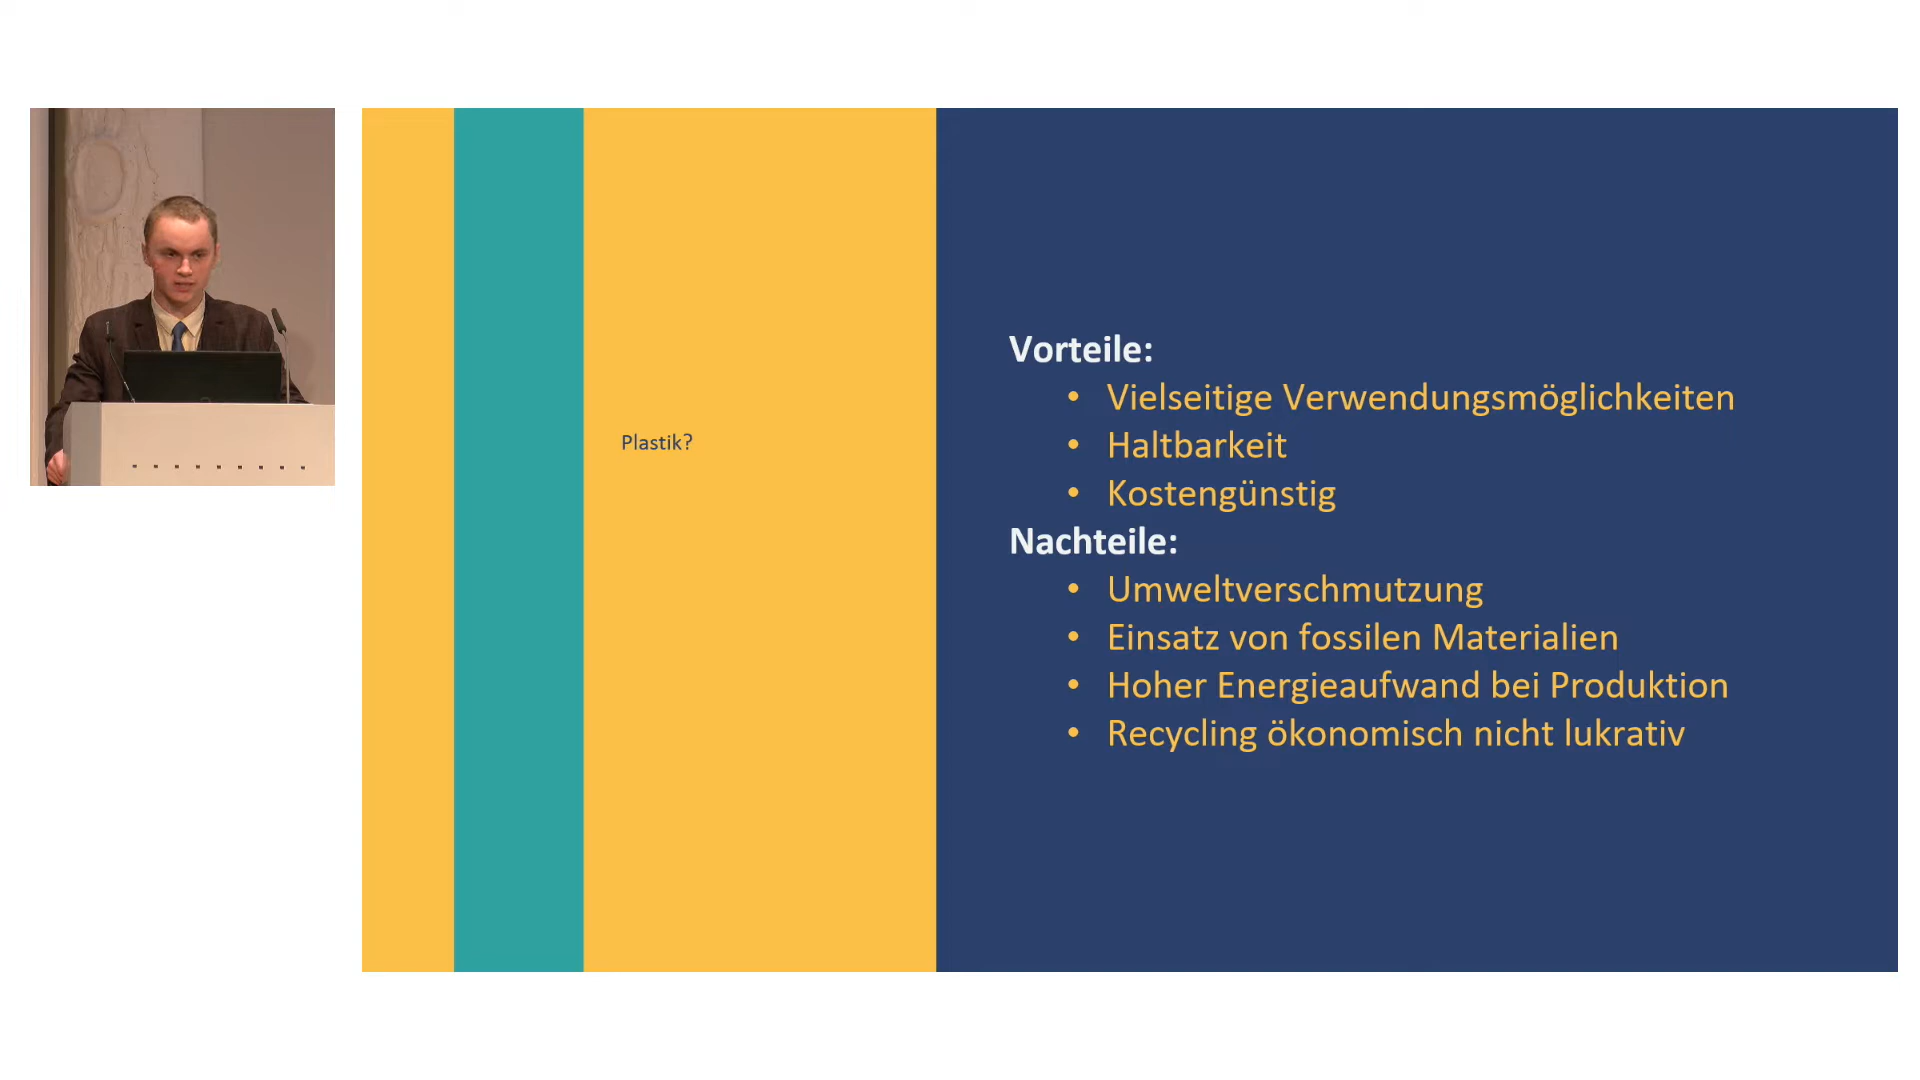 Plastik?
Vorteile:
• Vielseitige Verwendungsmöglichkeiten
• Haltbarkeit
• Kostengünstig
Nachteile:
• Umweltverschmutzung
• Einsatz von fossilen Materialien
• Hoher Energieaufwand bei Produktion
• Recycling ökonomisch nicht lukrativ